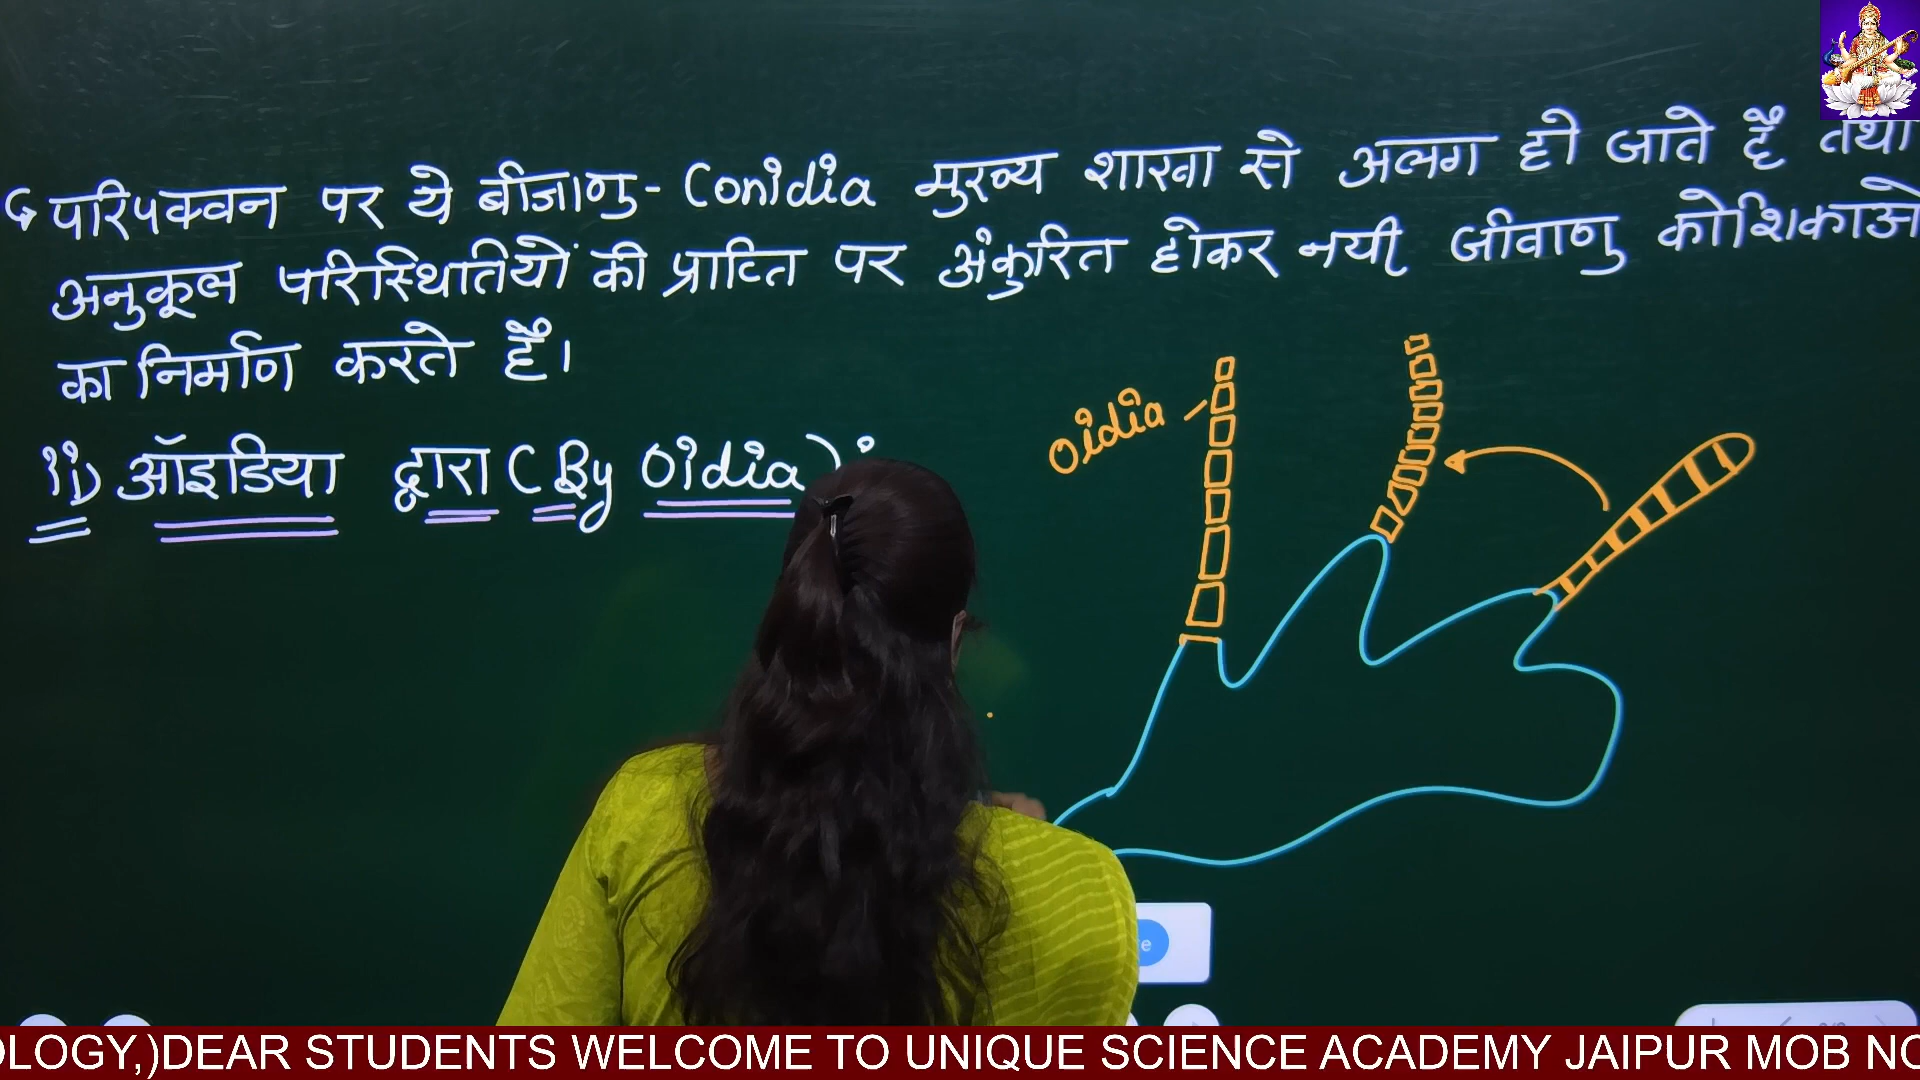 परिपक्वन पर ये बीजाणु - Conidia मुख्य शाखा से अलग हो जाते हैं तथा
अनुकूल परिस्थितियों की प्राप्ति पर अंकुरित होकर नयी जीवाणु कोशिकाओ
का निर्माण करते हैं।
ii) ऑइडिया द्वारा (By Oidia) :
Oidia
OLOGY,)DEAR STUDENTS WELCOME TO UNIQUE SCIENCE ACADEMY JAIPUR MOB NO